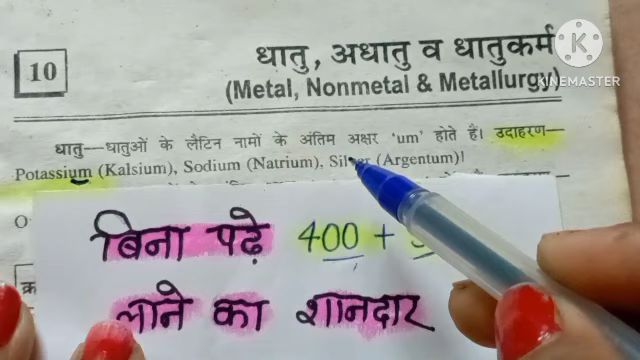 10
धातु, अधातु व धातुकर्म
(Metal, Nonmetal & Metallurgy)
KINEMASTER
धातु—धातुओं के लैटिन नामों के अंतिम अक्षर 'um' होते हैं। उदाहरण—
Potassium (Kalsium), Sodium (Natrium), Silver (Argentum)।
बिना पढ़े 400 +
लाने का शानदार